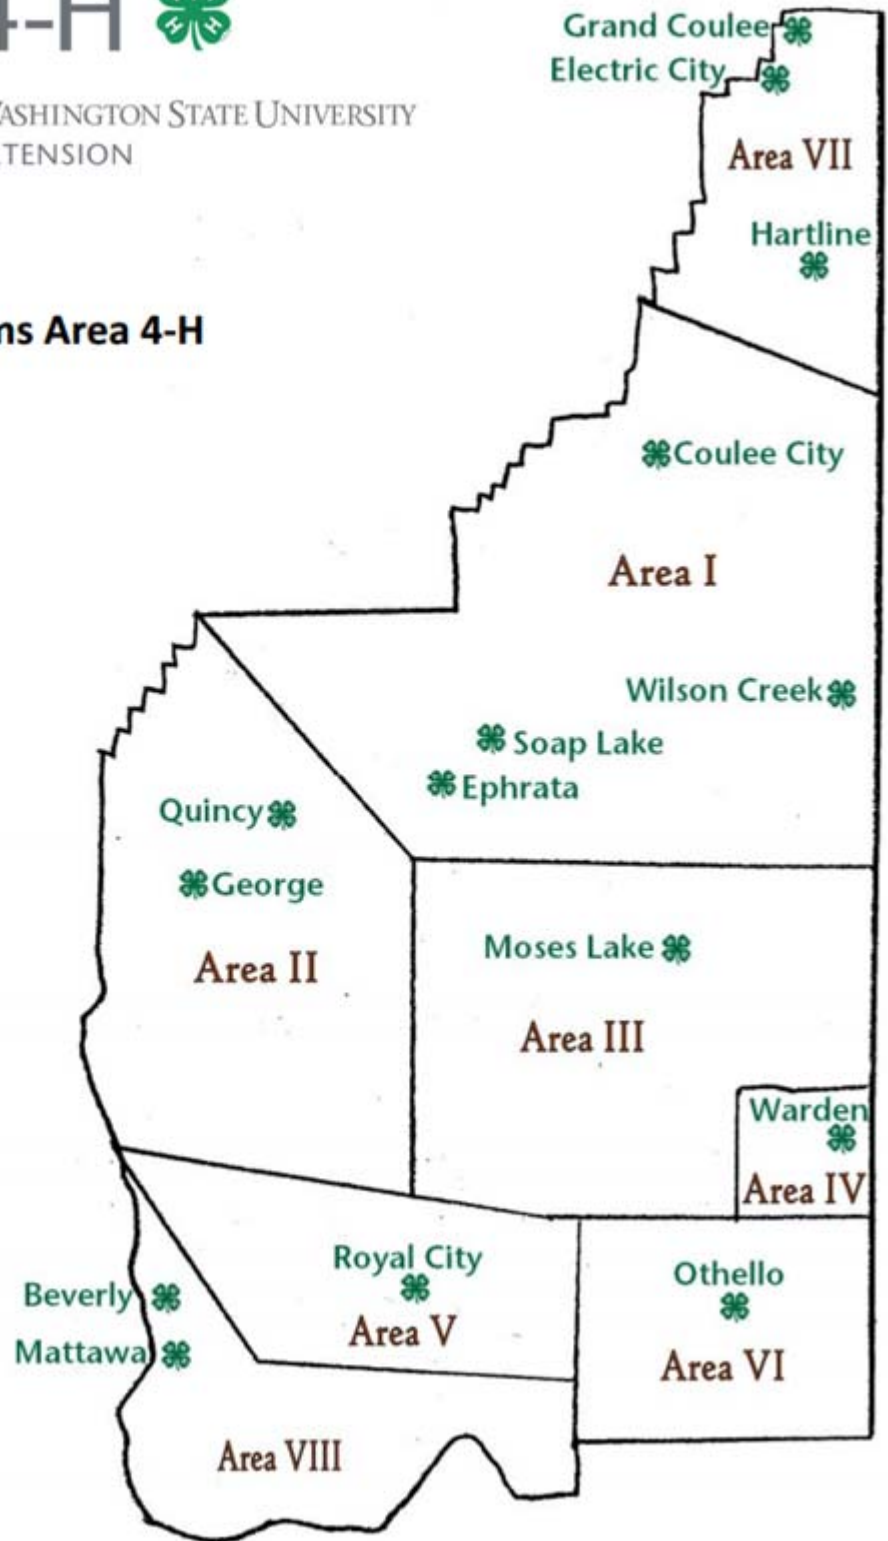 4-H
H H
WASHINGTON STATE UNIVERSITY
TENSION
ms Area 4-H
Grand Coulee
Electric City
Area VII
Hartline
Coulee City
Area I
Wilson Creek
Soap Lake
Ephrata
Quincy
George
Area II
Moses Lake
Area III
Warden
Area IV
Royal City
Area V
Othello
Area VI
Beverly
Mattawa
Area VIII